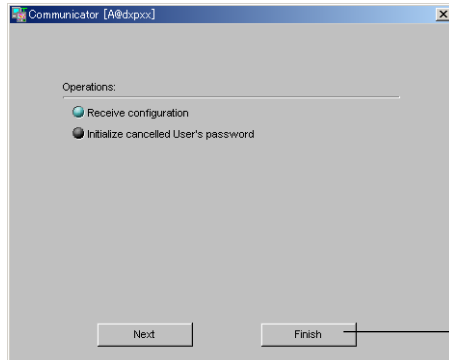 Communicator [A@dxpxx]
Operations:
Receive configuration
Initialize cancelled User's password
Next Finish